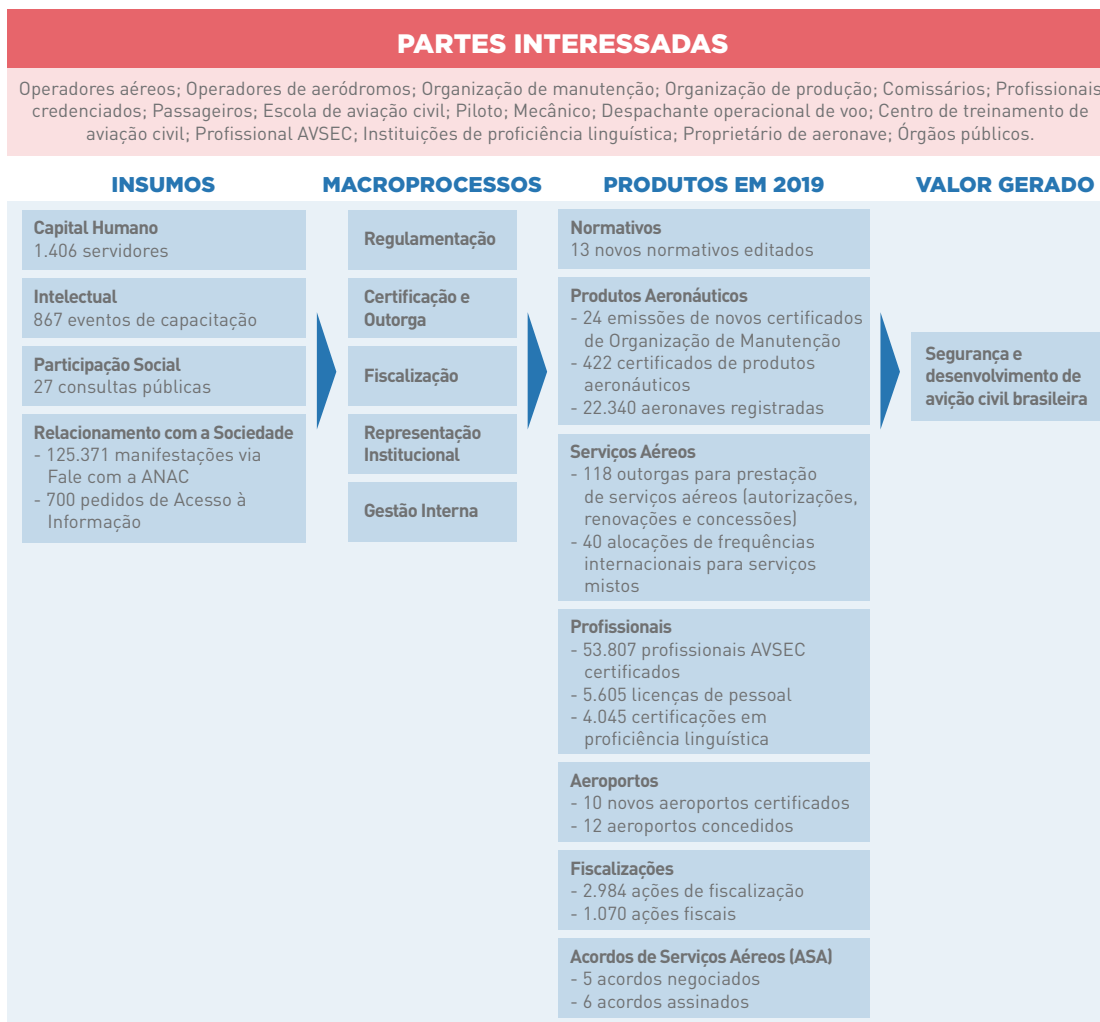 PARTES INTERESSADAS
Operadores aéreos; Operadores de aeródromos; Organização de manutenção; Organização de produção; Comissários; Profissionais
credenciados; Passageiros; Escola de aviação civil; Piloto; Mecânico; Despachante operacional de voo; Centro de treinamento de
aviação civil; Profissional AVSEC; Instituições de proficiência linguística; Proprietário de aeronave; Órgãos públicos.
INSUMOS
Capital Humano
1.406 servidores
Intelectual
867 eventos de capacitação
Participação Social
27 consultas públicas
Relacionamento com a Sociedade
- 125.371 manifestações via
Fale com a ANAC
- 700 pedidos de Acesso à
Informação
MACROPROCESSOS
Regulamentação
Certificação e
Outorga
Fiscalização
Representação
Institucional
Gestão Interna
PRODUTOS EM 2019
Normativos
13 novos normativos editados
Produtos Aeronáuticos
- 24 emissões de novos certificados
de Organização de Manutenção
- 422 certificados de produtos
aeronáuticos
- 22.340 aeronaves registradas
Serviços Aéreos
- 118 outorgas para prestação
de serviços aéreos (autorizações,
renovações e concessões)
- 40 alocações de frequências
internacionais para serviços
mistos
Profissionais
- 53.807 profissionais AVSEC
certificados
- 5.605 licenças de pessoal
- 4.045 certificações em
proficiência linguística
Aeroportos
- 10 novos aeroportos certificados
- 12 aeroportos concedidos
Fiscalizações
- 2.984 ações de fiscalização
- 1.070 ações fiscais
Acordos de Serviços Aéreos (ASA)
- 5 acordos negociados
- 6 acordos assinados
VALOR GERADO
Segurança e
desenvolvimento de
avição civil brasileira